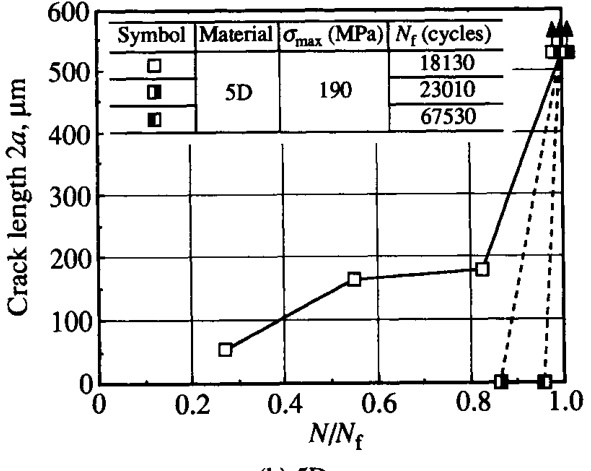 600
Symbol Material σmax (MPa) Nf (cycles)
18130
5D 190 23010
67530
500
400
300
200
100
0
Crack length 2a, μm
0 0.2 0.4 0.6 0.8 1.0
N/Nf
(b) 5D